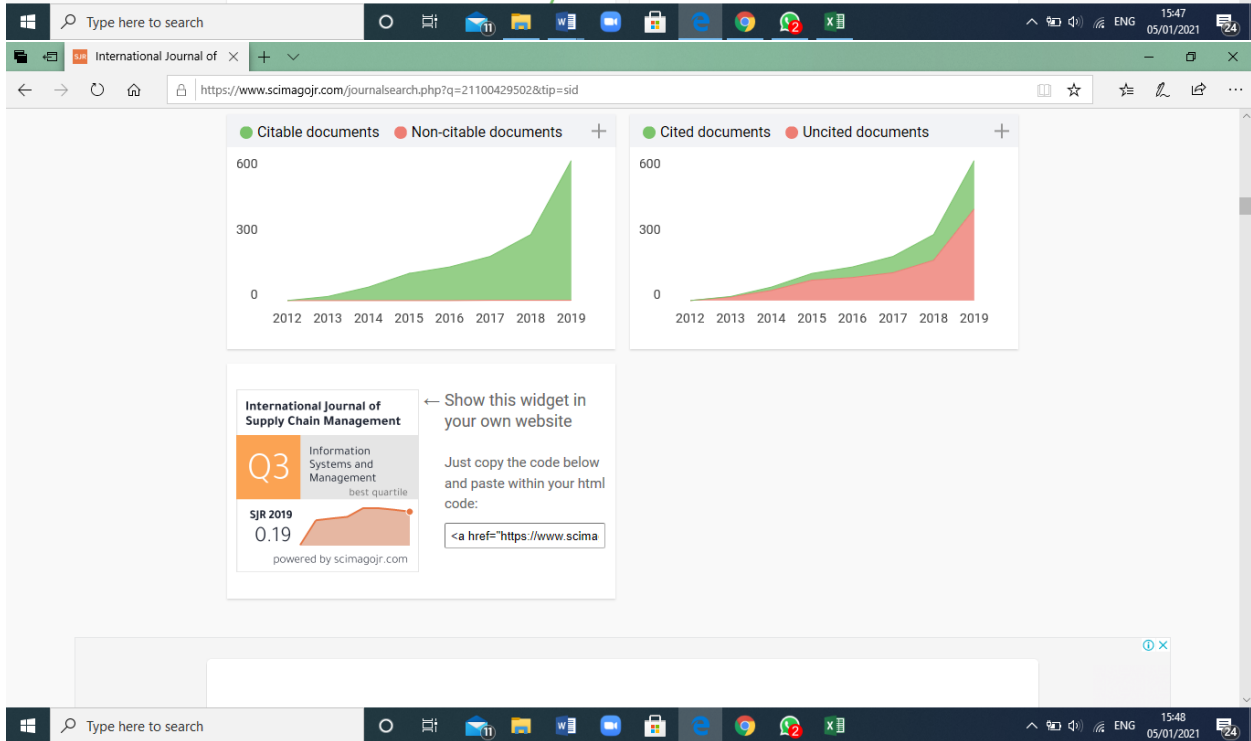 Type here to search
11
2
ENG
15:47
05/01/2021
24
SJR
International Journal of
https://www.scimagojr.com/journalsearch.php?q=21100429502&tip=sid
Citable documents Non-citable documents
600
300
0
2012 2013 2014 2015 2016 2017 2018 2019
Cited documents Uncited documents
600
300
0
2012 2013 2014 2015 2016 2017 2018 2019
International Journal of
Supply Chain Management
Q3
Information
Systems and
Management
best quartile
SJR 2019
0.19
powered by scimagojr.com
← Show this widget in
your own website
Just copy the code below
and paste within your html
code:
<a href="https://www.scima
Type here to search
11
2
ENG
15:48
05/01/2021
24